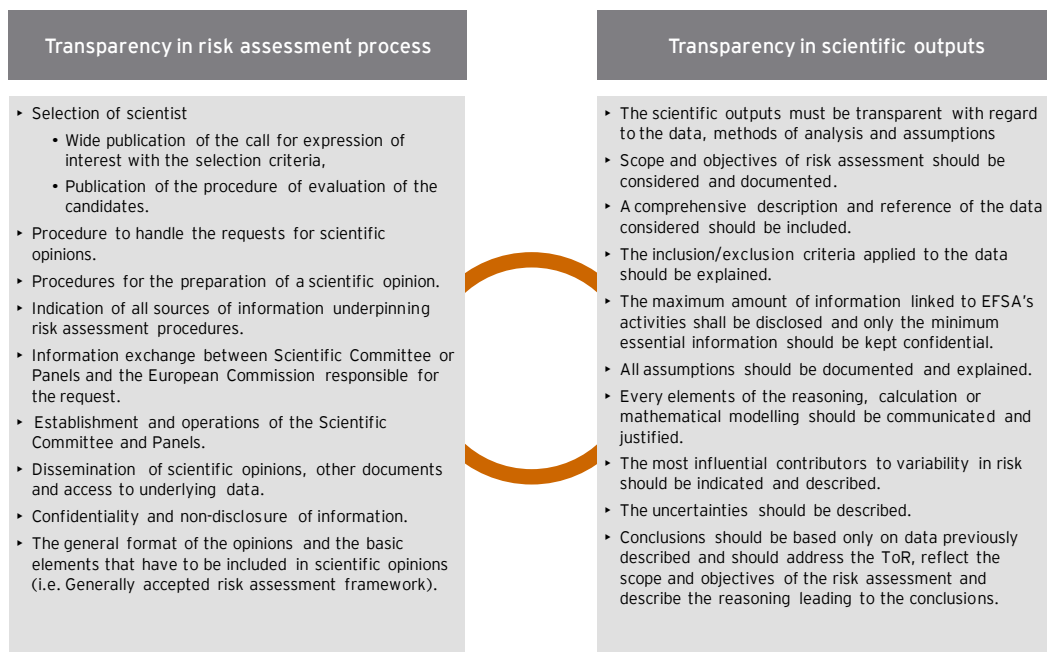 Transparency in risk assessment process
‣ Selection of scientist
• Wide publication of the call for expression of
interest with the selection criteria,
• Publication of the procedure of evaluation of the
candidates.
‣ Procedure to handle the requests for scientific
opinions.
‣ Procedures for the preparation of a scientific opinion.
‣ Indication of all sources of information underpinning
risk assessment procedures.
‣ Information exchange between Scientific Committee or
Panels and the European Commission responsible for
the request.
‣ Establishment and operations of the Scientific
Committee and Panels.
‣ Dissemination of scientific opinions, other documents
and access to underlying data.
‣ Confidentiality and non-disclosure of information.
‣ The general format of the opinions and the basic
elements that have to be included in scientific opinions
(i.e. Generally accepted risk assessment framework).
Transparency in scientific outputs
‣ The scientific outputs must be transparent with regard
to the data, methods of analysis and assumptions
‣ Scope and objectives of risk assessment should be
considered and documented.
‣ A comprehensive description and reference of the data
considered should be included.
‣ The inclusion/exclusion criteria applied to the data
should be explained.
‣ The maximum amount of information linked to EFSA's
activities shall be disclosed and only the minimum
essential information should be kept confidential.
‣ All assumptions should be documented and explained.
‣ Every elements of the reasoning, calculation or
mathematical modelling should be communicated and
justified.
‣ The most influential contributors to variability in risk
should be indicated and described.
‣ The uncertainties should be described.
‣ Conclusions should be based only on data previously
described and should address the ToR, reflect the
scope and objectives of the risk assessment and
describe the reasoning leading to the conclusions.